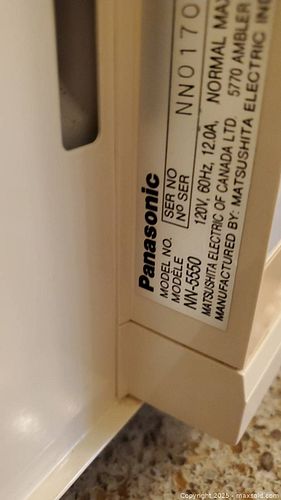 Panasonic
MODEL NO.
MODÈLE
NN-5550
SER NO
Nº SER
NN0170
120V, 60Hz, 12.0A, NORMAL MAX
MATSUSHITA ELECTRIC OF CANADA LTD. 5770 AMBLER
MANUFACTURED BY: MATSUSHITA ELECTRIC IND
Copyright 2025 - maxsold.com